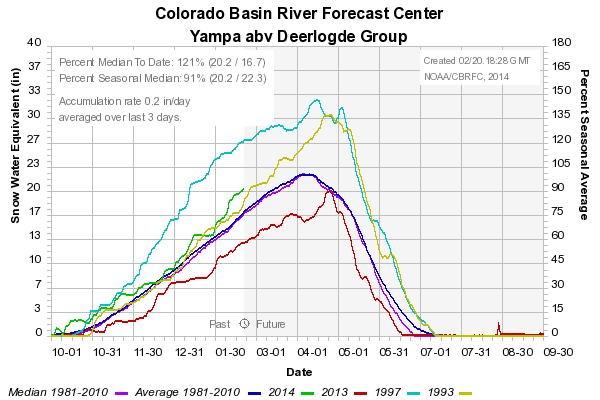 Colorado Basin River Forecast Center
Yampa abv Deerlogde Group
Percent Median To Date: 121% (20.2 / 16.7)
Percent Seasonal Median: 91% (20.2 / 22.3)
Accumulation rate 0.2 in/day
averaged over last 3 days.
Created 02/20.18:28 GMT
NOAA/CBRFC, 2014
Snow Water Equivalent (in)
40
37
33
30
27
23
20
17
13
10
7
3
0
180
165
150
135
120
105
90
75
60
45
30
15
0
Percent Seasonal Average
Past Future
10-01 10-31 11-30 12-31 01-30 03-01 04-01 05-01 05-31 07-01 07-31 08-30 09-30
Date
Median 1981-2010 Average 1981-2010 2014 2013 1997 1993